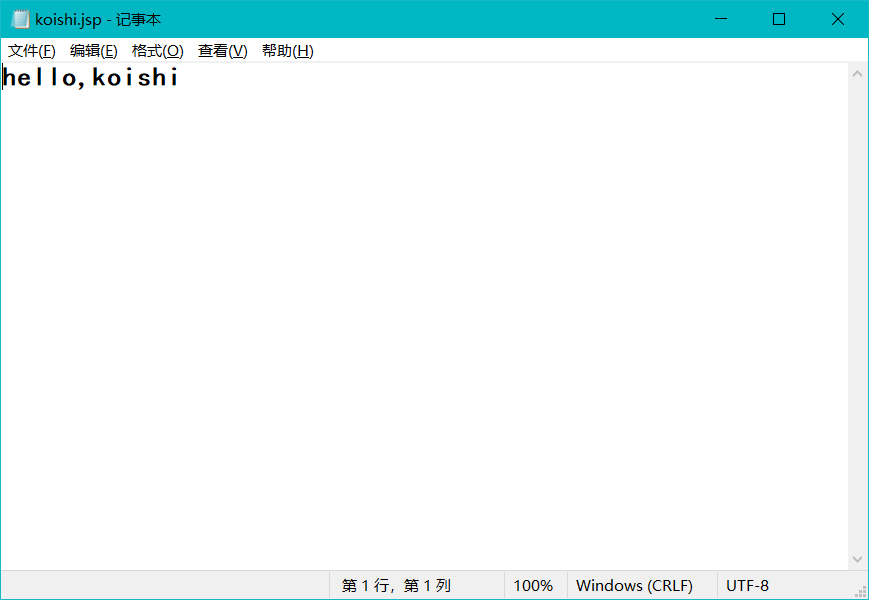 koishi.jsp - 记事本
文件(F) 编辑(E) 格式(O) 查看(V) 帮助(H)
hello,koishi
第 1 行，第 1 列 100% Windows (CRLF) UTF-8